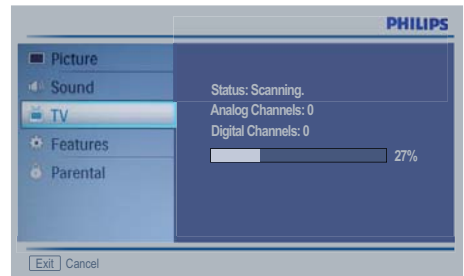 PHILIPS
Picture
Sound
TV
Features
Parental
Status: Scanning.
Analog Channels: 0
Digital Channels: 0
27%
Exit Cancel